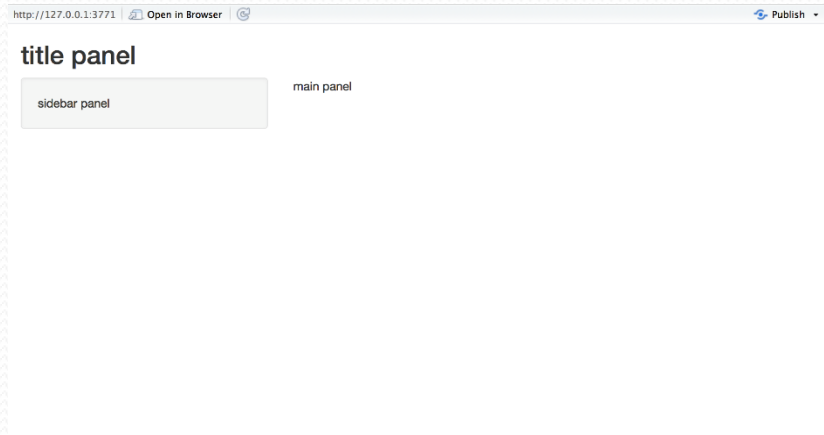 http://127.0.0.1:3771 Open in Browser Publish
title panel
sidebar panel
main panel